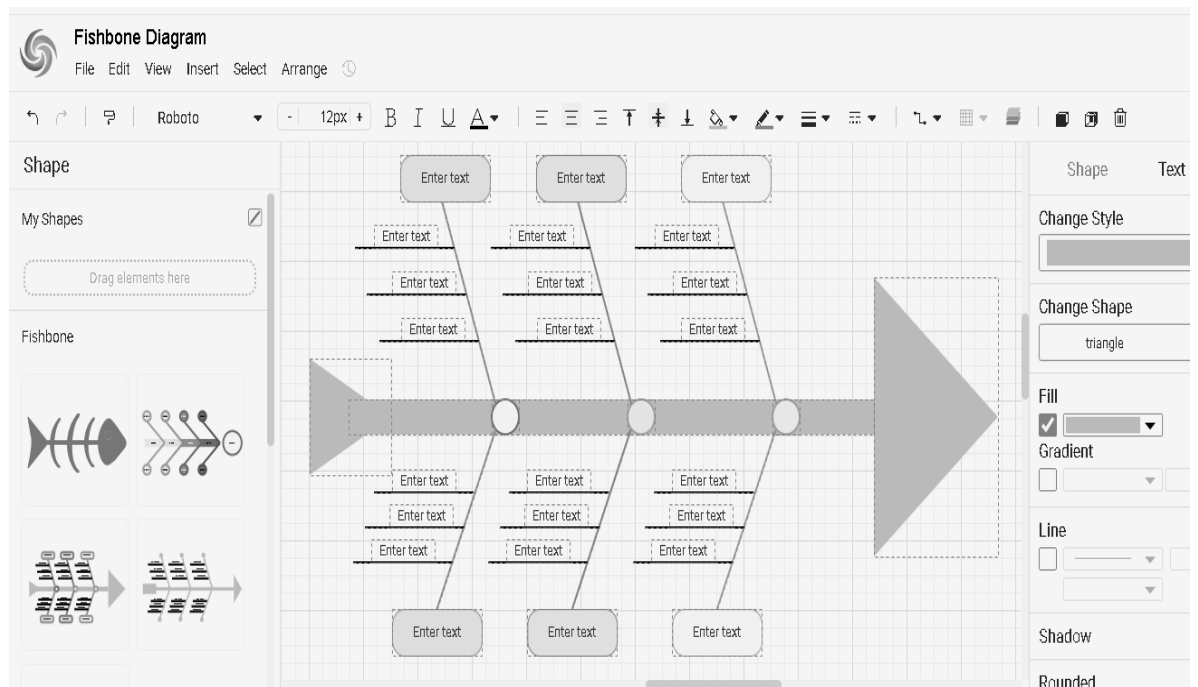 Fishbone Diagram
File Edit View Insert Select Arrange
Roboto - 12px + B I U A
Shape
My Shapes
Drag elements here
Fishbone
Enter text Enter text Enter text
Enter text Enter text Enter text
Enter text Enter text Enter text
Enter text Enter text Enter text
Enter text Enter text Enter text
Enter text Enter text Enter text
Enter text Enter text Enter text
Enter text Enter text Enter text
Shape Text
Change Style
Change Shape
triangle
Fill
Gradient
Line
Shadow
Rounded